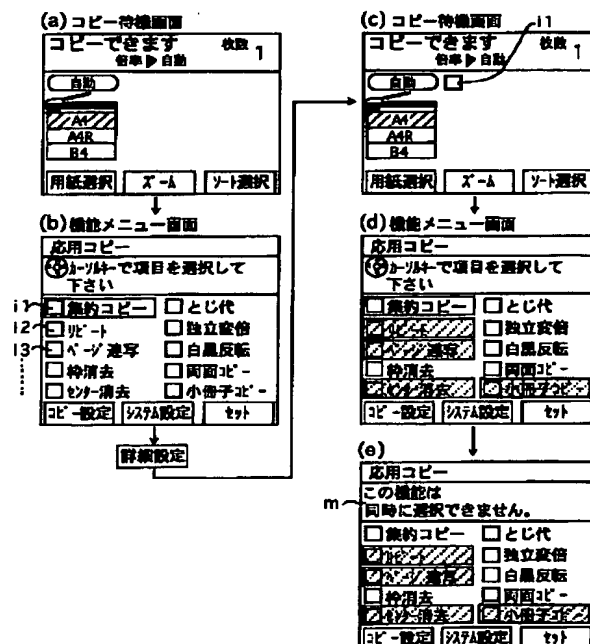 (a) コピー待機画面
コピーできます 枚数 1
倍率 ▶ 自動
自動
A4
A4R
B4
用紙選択 ズーム ソート選択
(b) 機能メニュー画面
応用コピー
カーソルキーで項目を選択して
下さい
i1 集約コピー とじ代
i2 リピート 独立変倍
i3 ページ連写 白黒反転
枠消去 両面コピー
センター消去 小冊子コピー
コピー設定 システム設定 セット
詳細設定
(c) コピー待機画面
i1
コピーできます 枚数 1
倍率 ▶ 自動
自動
A4
A4R
B4
用紙選択 ズーム ソート選択
(d) 機能メニュー画面
応用コピー
カーソルキーで項目を選択して
下さい
集約コピー とじ代
リピート 独立変倍
ページ連写 白黒反転
枠消去 両面コピー
センター消去 小冊子コピー
コピー設定 システム設定 セット
(e)
応用コピー
m この機能は
同時に選択できません。
集約コピー とじ代
リピート 独立変倍
ページ連写 白黒反転
枠消去 両面コピー
センター消去 小冊子コピー
コピー設定 システム設定 セット